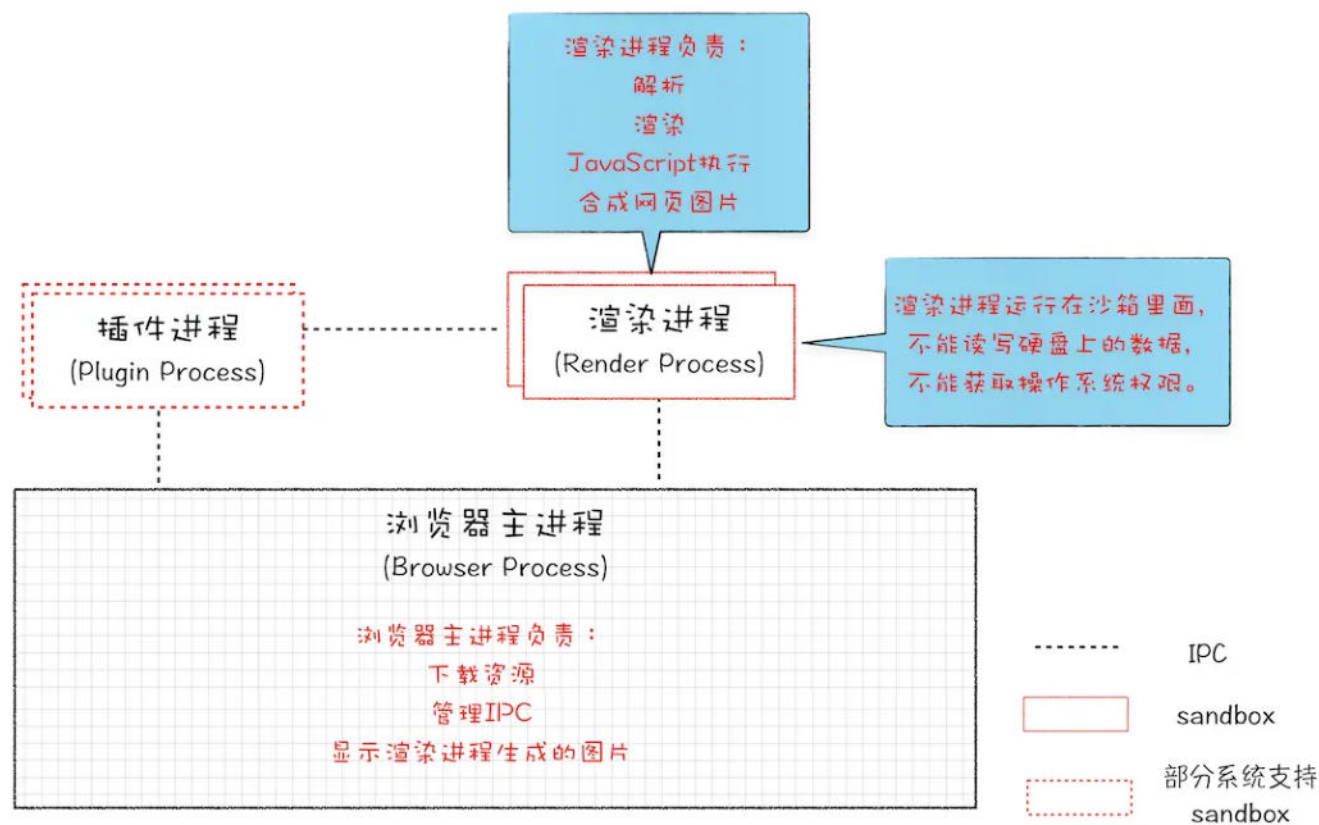 渲染进程负责：
解析
渲染
JavaScript执行
合成网页图片
插件进程
(Plugin Process)
渲染进程
(Render Process)
渲染进程运行在沙箱里面，
不能读写硬盘上的数据，
不能获取操作系统权限。
浏览器主进程
(Browser Process)
浏览器主进程负责：
下载资源
管理IPC
显示渲染进程生成的图片
IPC
sandbox
部分系统支持
sandbox